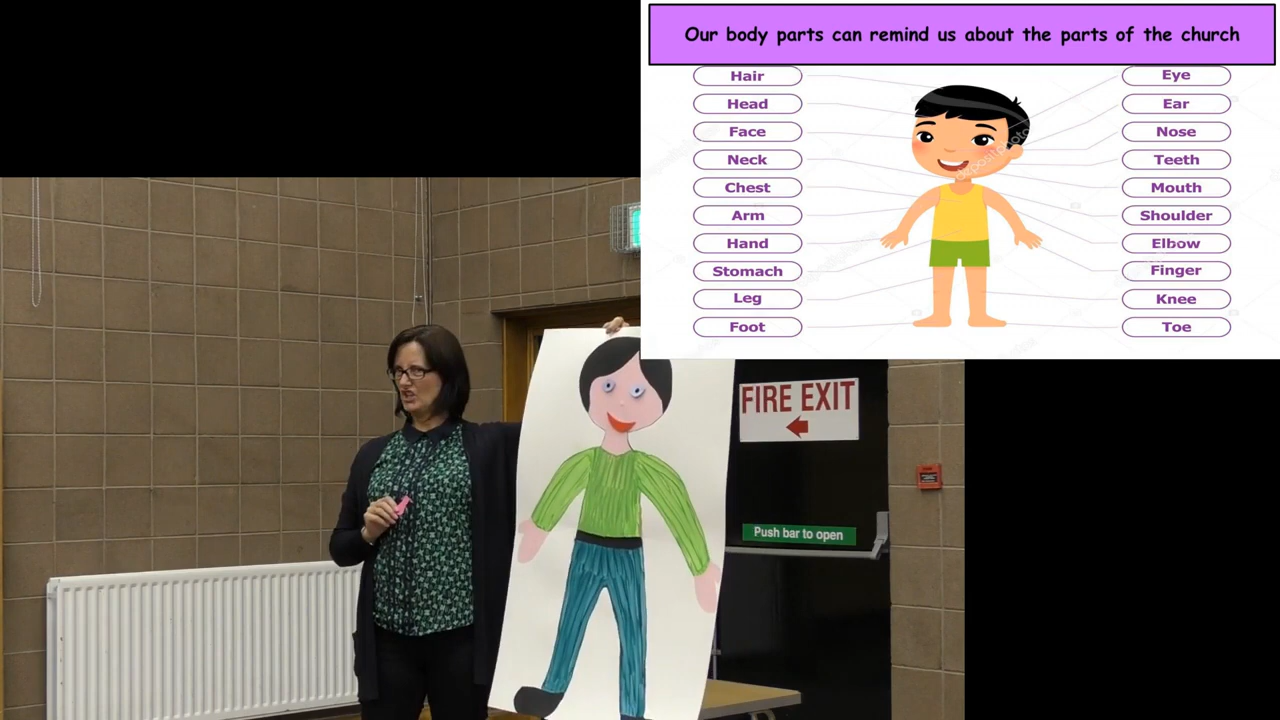 Our body parts can remind us about the parts of the church
Hair
Head
Face
Neck
Chest
Arm
Hand
Stomach
Leg
Foot
Eye
Ear
Nose
Teeth
Mouth
Shoulder
Elbow
Finger
Knee
Toe
depositphotos
FIRE EXIT
Push bar to open